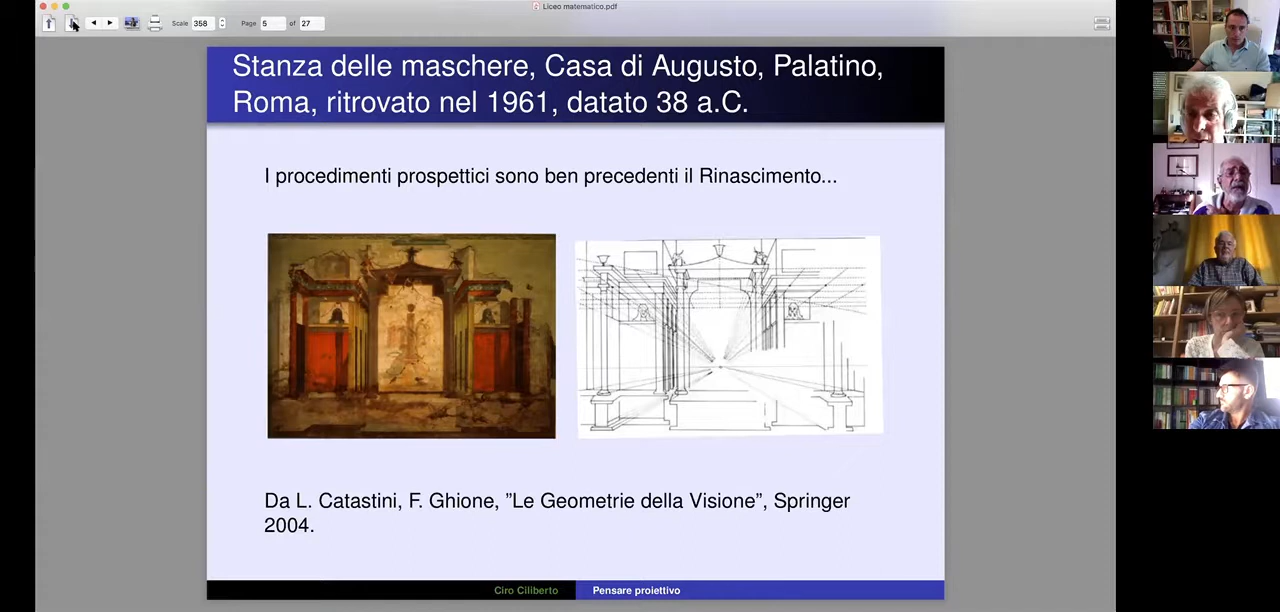 Liceo matematico.pdf
Scale 358 Page 5 of 27
Stanza delle maschere, Casa di Augusto, Palatino,
Roma, ritrovato nel 1961, datato 38 a.C.
I procedimenti prospettici sono ben precedenti il Rinascimento...
Da L. Catastini, F. Ghione, ”Le Geometrie della Visione”, Springer
2004.
Ciro Ciliberto Pensare proiettivo